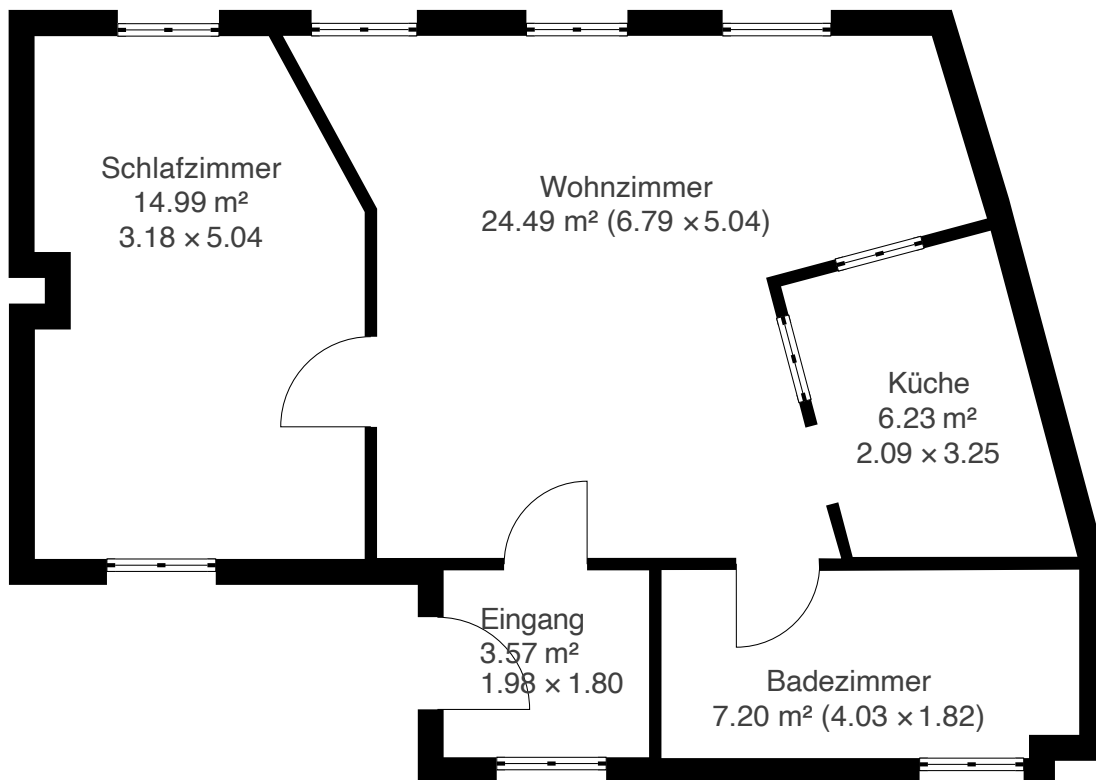 Schlafzimmer
14.99 m²
3.18 × 5.04
Wohnzimmer
24.49 m² (6.79 × 5.04)
Küche
6.23 m²
2.09 × 3.25
Eingang
3.57 m²
1.98 × 1.80
Badezimmer
7.20 m² (4.03 × 1.82)